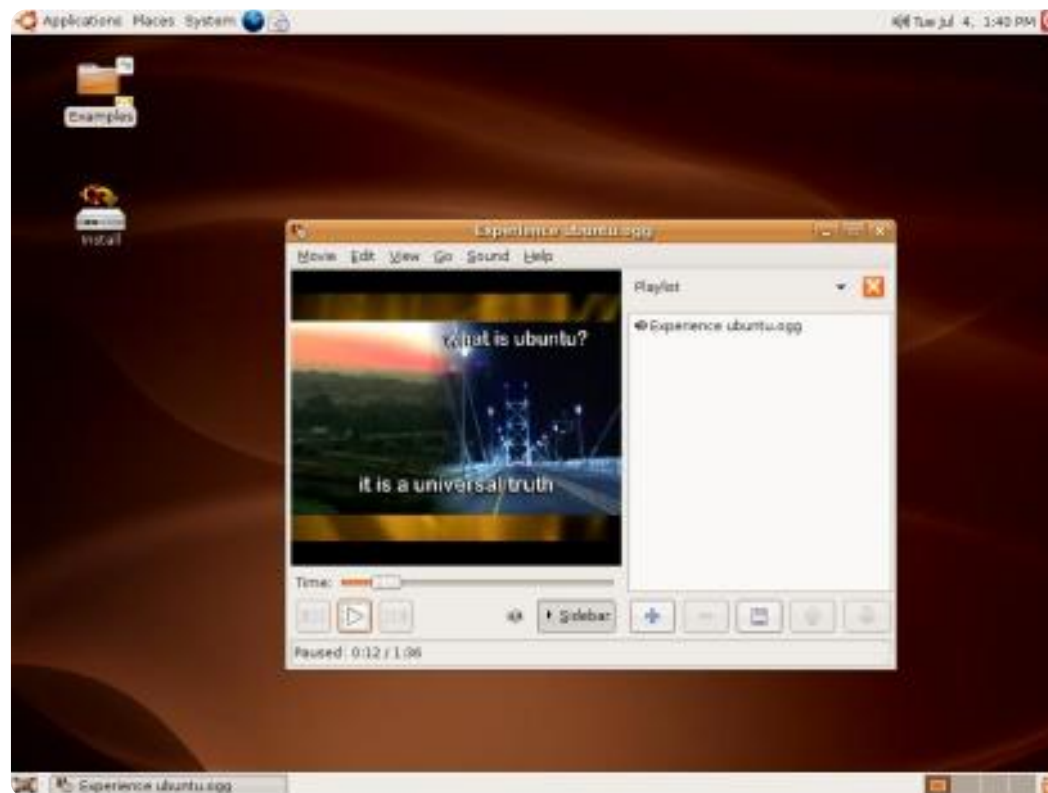 Applications Places System
Tue Jul 4, 1:40 PM
Examples
Install
Experience ubuntu.ogg
Movie Edit View Go Sound Help
Playlist
Experience ubuntu.ogg
What is ubuntu?
it is a universal truth
Time:
Sidebar
Paused 0:12 / 1:36
Experience ubuntu.ogg